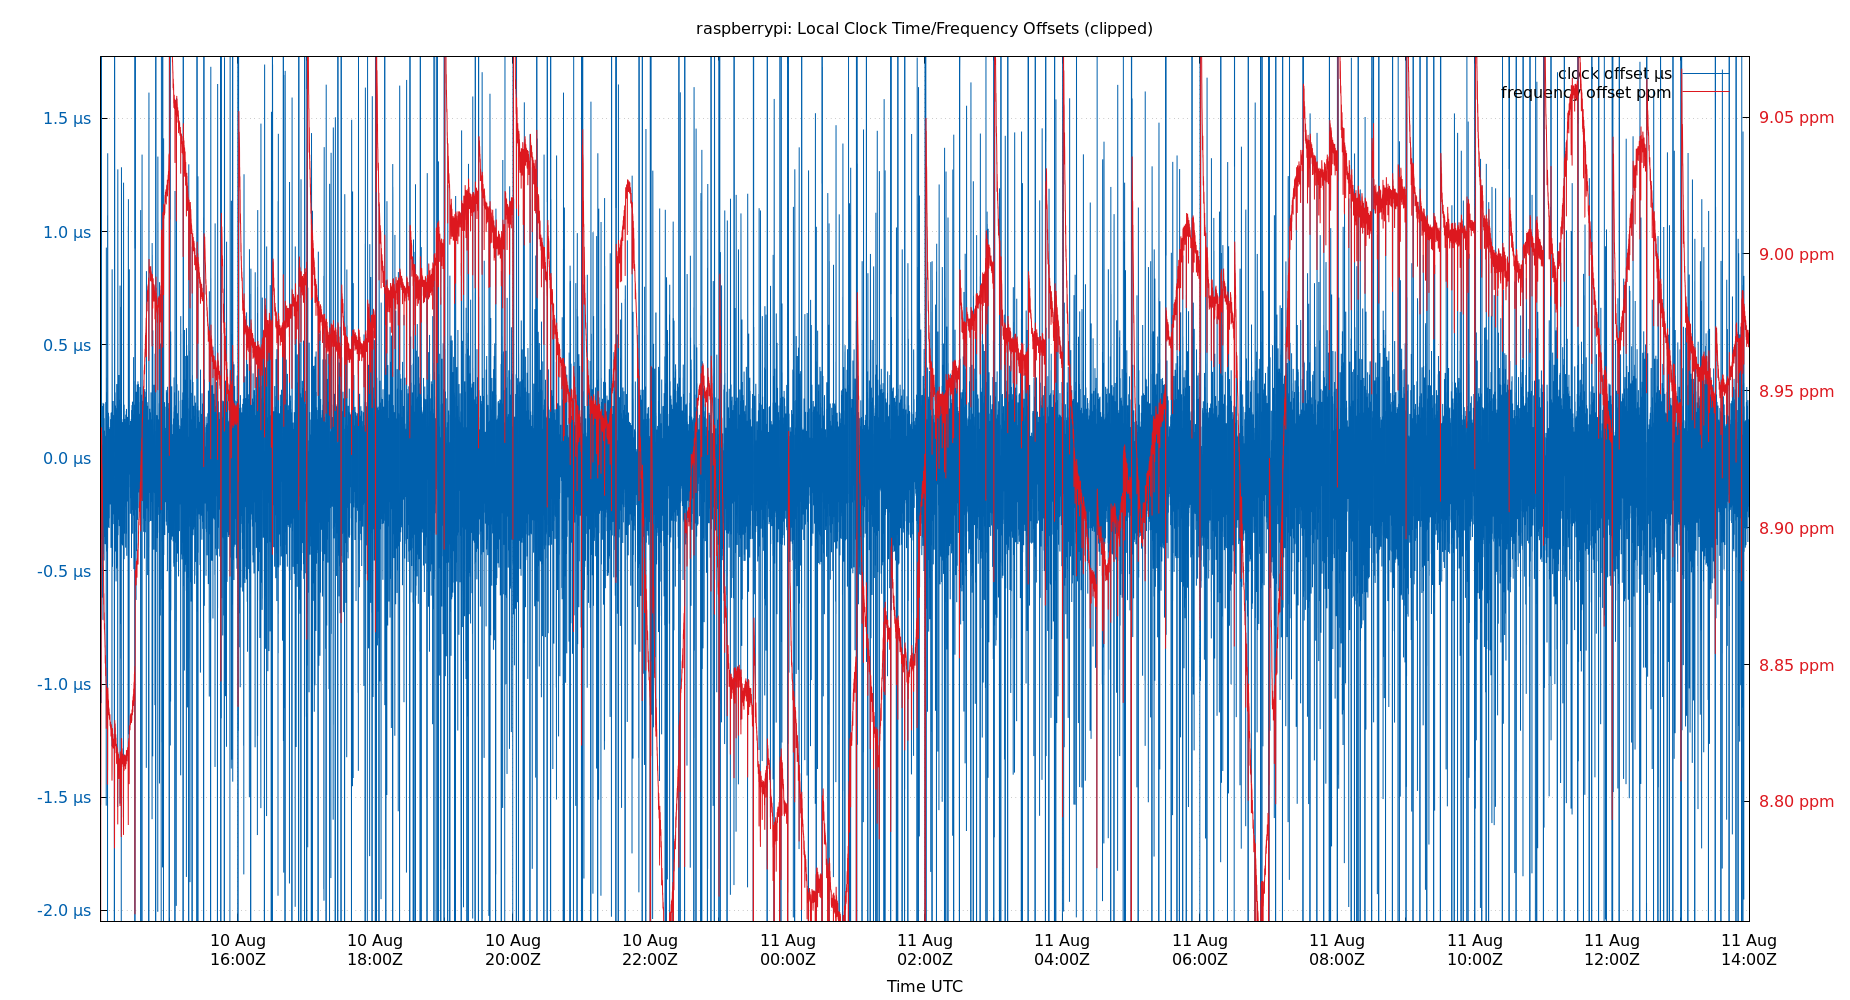 raspberrypi: Local Clock Time/Frequency Offsets (clipped)
clock offset µs
frequency offset ppm
1.5 µs
1.0 µs
0.5 µs
0.0 µs
-0.5 µs
-1.0 µs
-1.5 µs
-2.0 µs
9.05 ppm
9.00 ppm
8.95 ppm
8.90 ppm
8.85 ppm
8.80 ppm
10 Aug 10 Aug 10 Aug 10 Aug 11 Aug 11 Aug 11 Aug 11 Aug 11 Aug 11 Aug 11 Aug 11 Aug
16:00Z 18:00Z 20:00Z 22:00Z 00:00Z 02:00Z 04:00Z 06:00Z 08:00Z 10:00Z 12:00Z 14:00Z
Time UTC